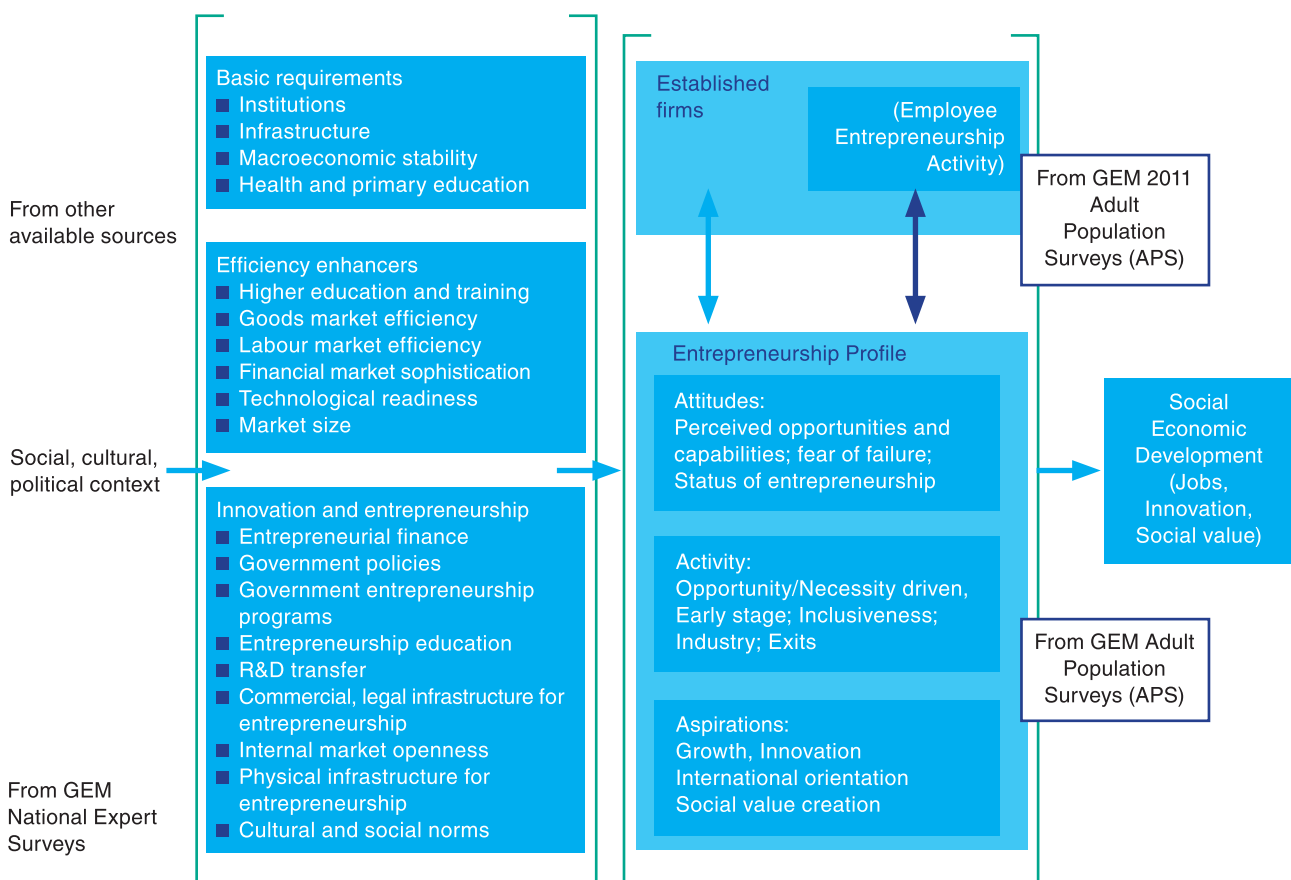 From other
available sources
Social, cultural,
political context
From GEM
National Expert
Surveys
Basic requirements
Institutions
Infrastructure
Macroeconomic stability
Health and primary education
Efficiency enhancers
Higher education and training
Goods market efficiency
Labour market efficiency
Financial market sophistication
Technological readiness
Market size
Innovation and entrepreneurship
Entrepreneurial finance
Government policies
Government entrepreneurship
programs
Entrepreneurship education
R&D transfer
Commercial, legal infrastructure for
entrepreneurship
Internal market openness
Physical infrastructure for
entrepreneurship
Cultural and social norms
Established
firms
(Employee
Entrepreneurship
Activity)
From GEM 2011
Adult
Population
Surveys (APS)
Entrepreneurship Profile
Attitudes:
Perceived opportunities and
capabilities; fear of failure;
Status of entrepreneurship
Activity:
Opportunity/Necessity driven,
Early stage; Inclusiveness;
Industry; Exits
Aspirations:
Growth, Innovation
International orientation
Social value creation
From GEM Adult
Population
Surveys (APS)
Social
Economic
Development
(Jobs,
Innovation,
Social value)